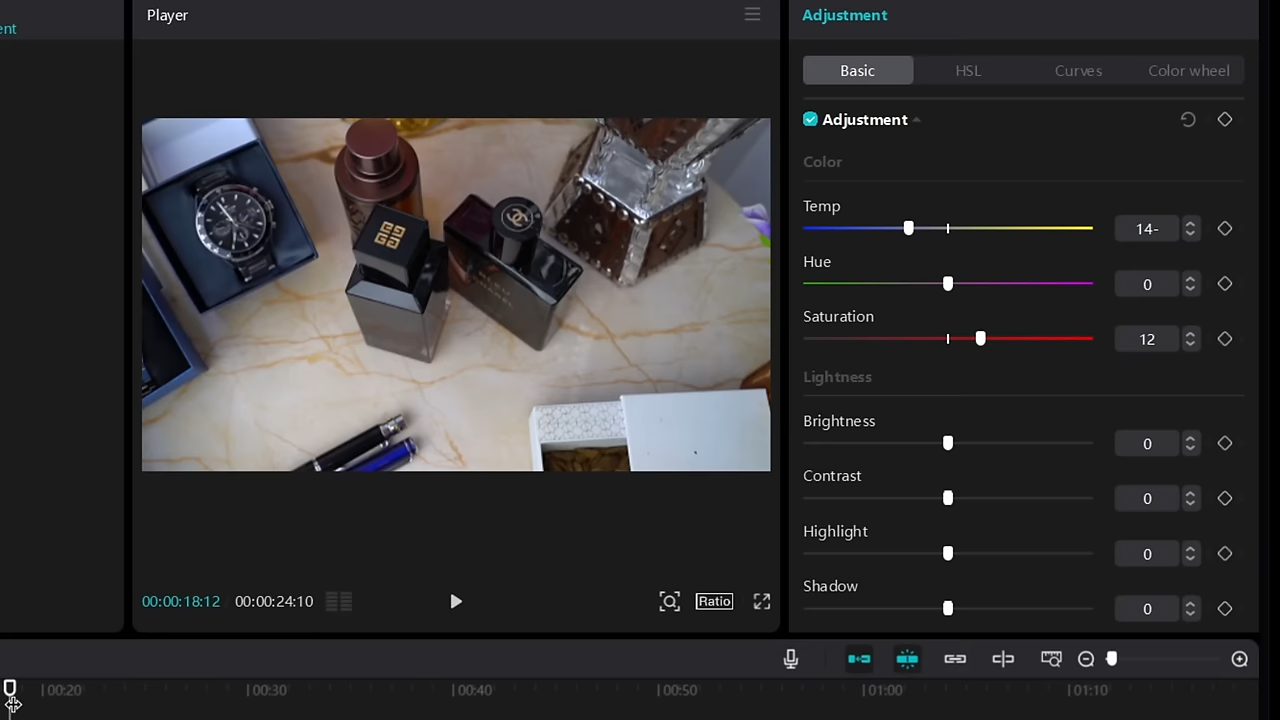 ent
Player
Adjustment
Basic
HSL
Curves
Color wheel
Adjustment
Color
Temp
14-
Hue
0
Saturation
12
Lightness
Brightness
0
Contrast
0
Highlight
0
Shadow
0
CHANEL
00:00:18:12
00:00:24:10
Ratio
00:20
00:30
00:40
00:50
01:00
01:10